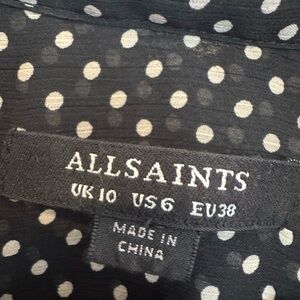 ALLSAINTS
UK 10 US 6 EU 38
MADE IN
CHINA